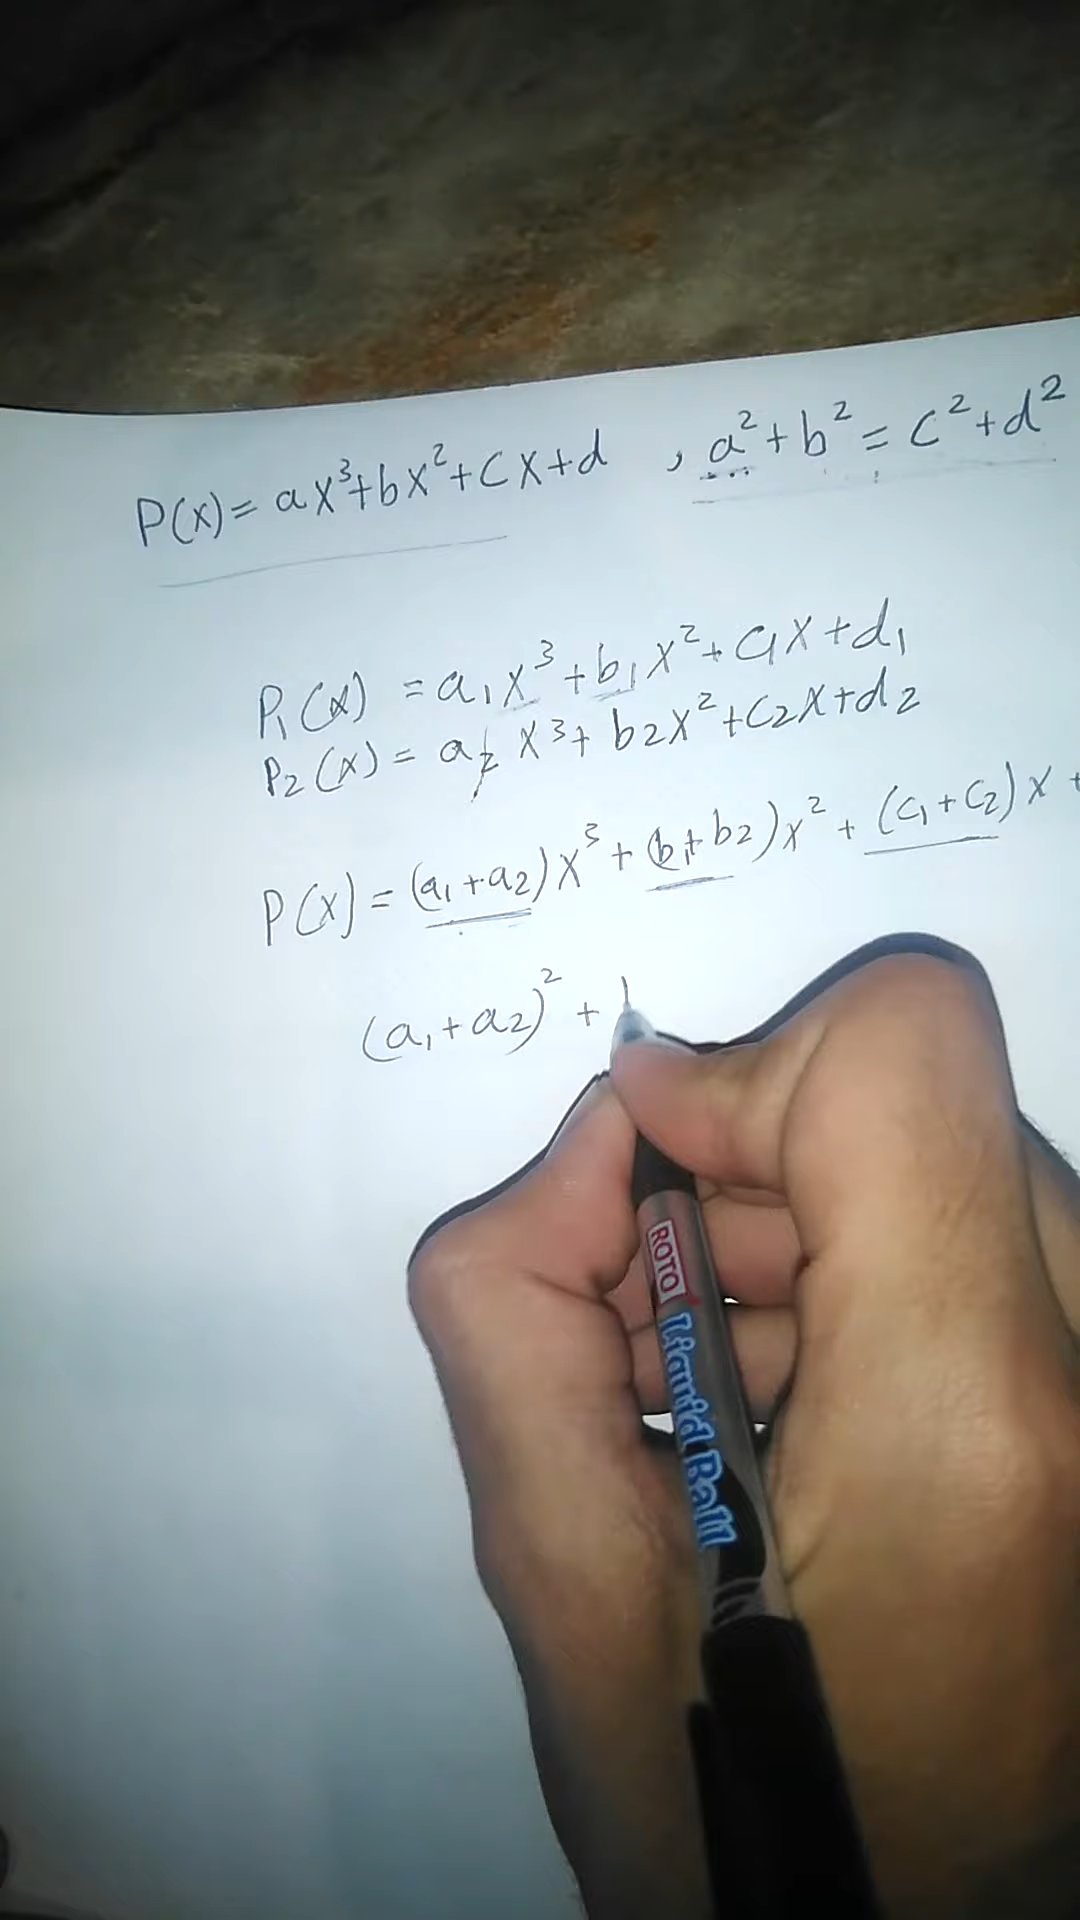 P(x) = ax³+bx²+cx+d , a²+b² = c²+d²
P₁(x) = a₁x³+b₁x²+c₁x+d₁
P₂(x) = a₂x³+b₂x²+c₂x+d₂
P(x) = (a₁+a₂)x³+(b₁+b₂)x²+(c₁+c₂)x+
(a₁+a₂)²+
ROTO Liquid Ball